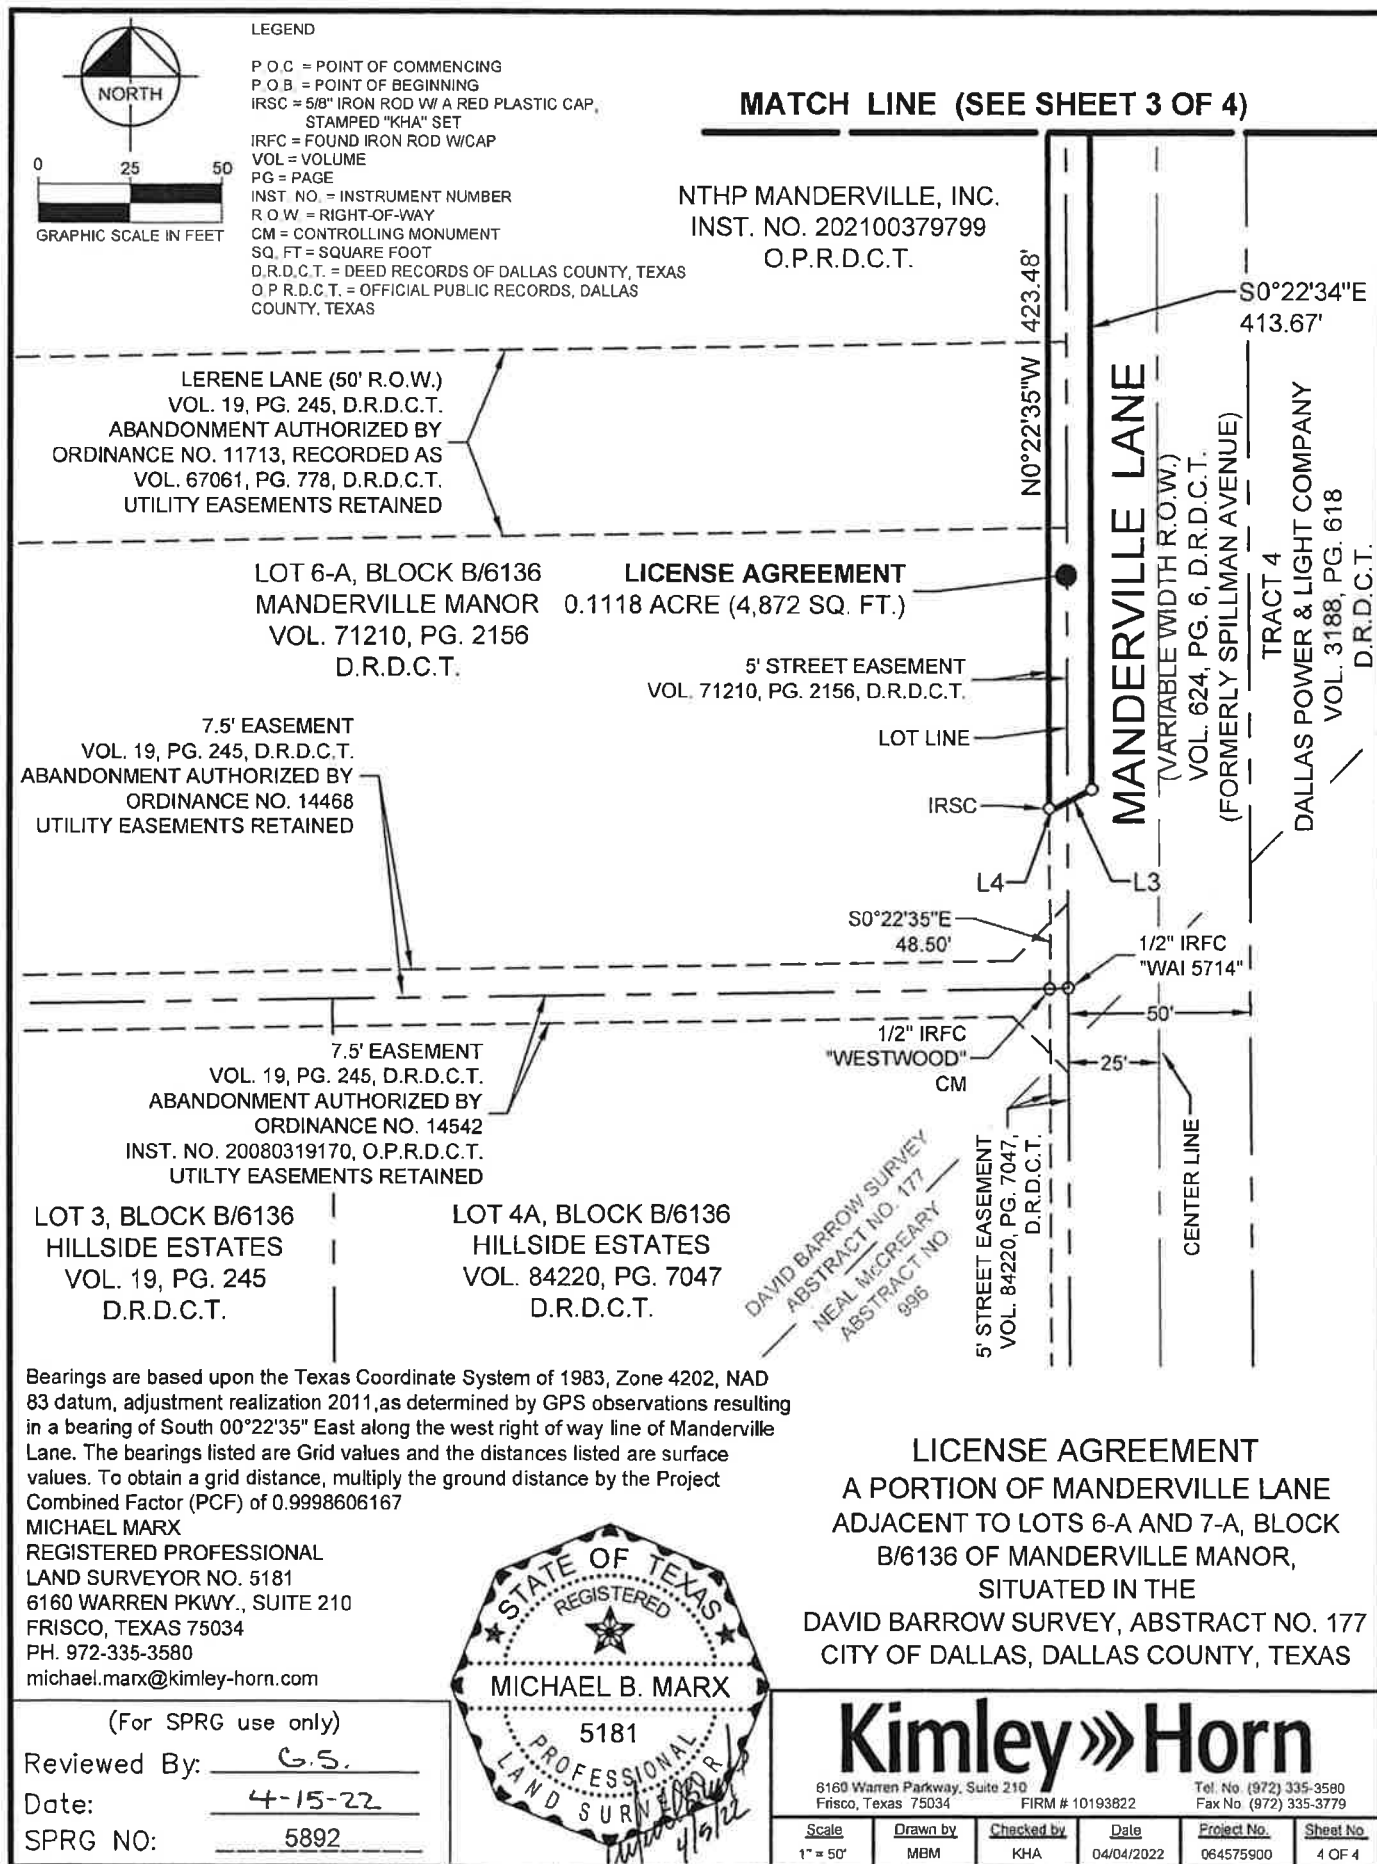 NORTH
0 25 50
GRAPHIC SCALE IN FEET
LEGEND
P.O.C = POINT OF COMMENCING
P.O.B. = POINT OF BEGINNING
IRSC = 5/8" IRON ROD W/ A RED PLASTIC CAP,
STAMPED "KHA" SET
IRFC = FOUND IRON ROD W/CAP
VOL = VOLUME
PG = PAGE
INST. NO. = INSTRUMENT NUMBER
R.O.W. = RIGHT-OF-WAY
CM = CONTROLLING MONUMENT
SQ. FT = SQUARE FOOT
D.R.D.C.T. = DEED RECORDS OF DALLAS COUNTY, TEXAS
O.P.R.D.C.T. = OFFICIAL PUBLIC RECORDS, DALLAS
COUNTY, TEXAS
MATCH LINE (SEE SHEET 3 OF 4)
NTHP MANDERVILLE, INC.
INST. NO. 202100379799
O.P.R.D.C.T.
N0°22'35"W 423.48'
S0°22'34"E
413.67'
LERENE LANE (50' R.O.W.)
VOL. 19, PG. 245, D.R.D.C.T.
ABANDONMENT AUTHORIZED BY
ORDINANCE NO. 11713, RECORDED AS
VOL. 67061, PG. 778, D.R.D.C.T.
UTILITY EASEMENTS RETAINED
MANDERVILLE LANE
(VARIABLE WIDTH R.O.W.)
VOL. 624, PG. 6, D.R.D.C.T.
(FORMERLY SPILLMAN AVENUE)
TRACT 4
DALLAS POWER & LIGHT COMPANY
VOL. 3188, PG. 618
D.R.D.C.T.
LOT 6-A, BLOCK B/6136
MANDERVILLE MANOR
VOL. 71210, PG. 2156
D.R.D.C.T.
LICENSE AGREEMENT
0.1118 ACRE (4,872 SQ. FT.)
5' STREET EASEMENT
VOL. 71210, PG. 2156, D.R.D.C.T.
LOT LINE
7.5' EASEMENT
VOL. 19, PG. 245, D.R.D.C.T.
ABANDONMENT AUTHORIZED BY
ORDINANCE NO. 14468
UTILITY EASEMENTS RETAINED
IRSC
L4
L3
S0°22'35"E
48.50'
1/2" IRFC
"WAI 5714"
50'
1/2" IRFC
"WESTWOOD"
CM
25'
7.5' EASEMENT
VOL. 19, PG. 245, D.R.D.C.T.
ABANDONMENT AUTHORIZED BY
ORDINANCE NO. 14542
INST. NO. 20080319170, O.P.R.D.C.T.
UTILTY EASEMENTS RETAINED
CENTER LINE
5' STREET EASEMENT
VOL. 84220, PG. 7047,
D.R.D.C.T.
DAVID BARROW SURVEY
ABSTRACT NO. 177
NEAL McCREARY
ABSTRACT NO
996
LOT 3, BLOCK B/6136
HILLSIDE ESTATES
VOL. 19, PG. 245
D.R.D.C.T.
LOT 4A, BLOCK B/6136
HILLSIDE ESTATES
VOL. 84220, PG. 7047
D.R.D.C.T.
Bearings are based upon the Texas Coordinate System of 1983, Zone 4202, NAD
83 datum, adjustment realization 2011,as determined by GPS observations resulting
in a bearing of South 00°22'35" East along the west right of way line of Manderville
Lane. The bearings listed are Grid values and the distances listed are surface
values. To obtain a grid distance, multiply the ground distance by the Project
Combined Factor (PCF) of 0.9998606167
MICHAEL MARX
REGISTERED PROFESSIONAL
LAND SURVEYOR NO. 5181
6160 WARREN PKWY., SUITE 210
FRISCO, TEXAS 75034
PH. 972-335-3580
michael.marx@kimley-horn.com
STATE OF TEXAS
REGISTERED
MICHAEL B. MARX
5181
PROFESSIONAL
LAND SURVEYOR
4/5/22
LICENSE AGREEMENT
A PORTION OF MANDERVILLE LANE
ADJACENT TO LOTS 6-A AND 7-A, BLOCK
B/6136 OF MANDERVILLE MANOR,
SITUATED IN THE
DAVID BARROW SURVEY, ABSTRACT NO. 177
CITY OF DALLAS, DALLAS COUNTY, TEXAS
(For SPRG use only)
Reviewed By: G.S.
Date: 4-15-22
SPRG NO: 5892
Kimley»»Horn
6160 Warren Parkway, Suite 210
Frisco, Texas 75034
FIRM # 10193822
Tel. No. (972) 335-3580
Fax No. (972) 335-3779
Scale Drawn by Checked by Date Project No. Sheet No
1" = 50' MBM KHA 04/04/2022 064575900 4 OF 4